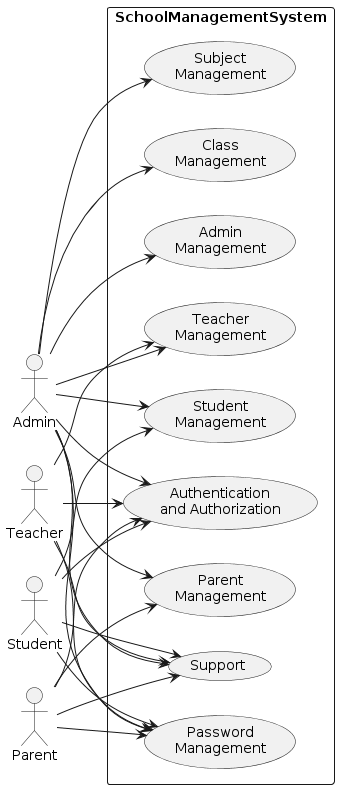 SchoolManagementSystem
Subject
Management
Class
Management
Admin
Management
Teacher
Management
Student
Management
Authentication
and Authorization
Parent
Management
Support
Password
Management
Admin
Teacher
Student
Parent